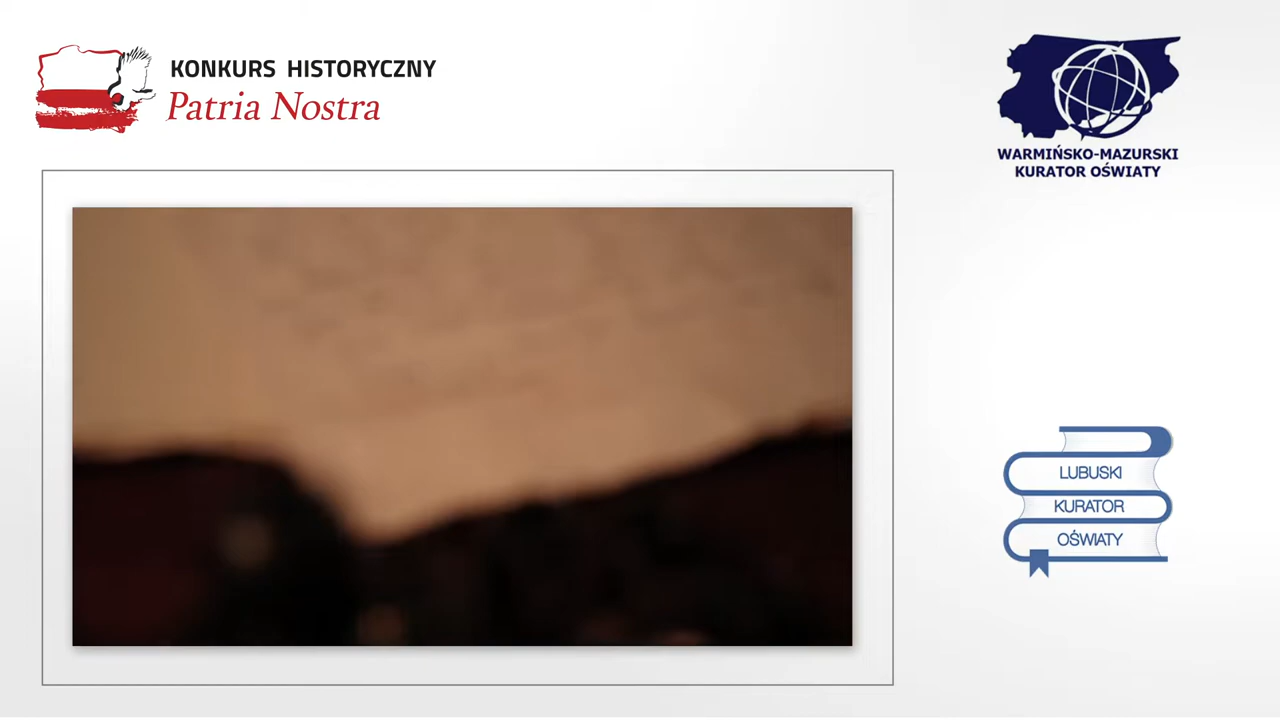 KONKURS HISTORYCZNY
Patria Nostra
WARMIŃSKO-MAZURSKI
KURATOR OŚWIATY
LUBUSKI
KURATOR
OŚWIATY